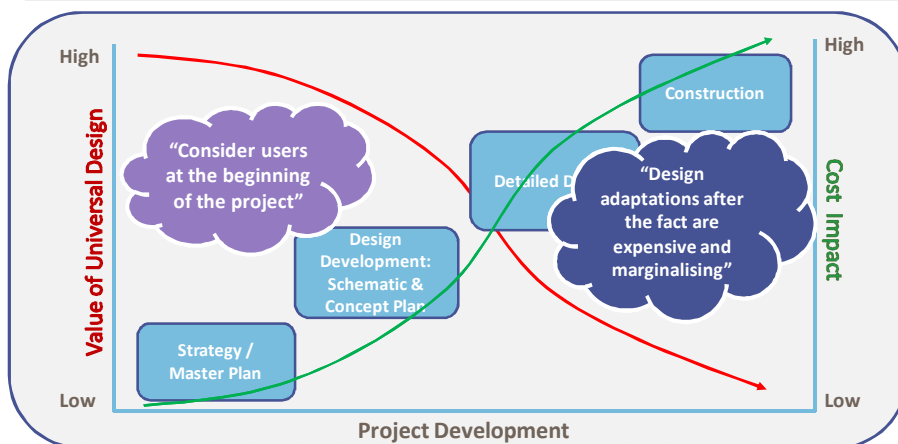 High
High
Construction
“Consider users
at the beginning
of the project”
Value of Universal Design
Cost Impact
Detailed D
“Design
adaptations after
the fact are
expensive and
marginalising”
Design
Development:
Schematic &
Concept Plan
Strategy /
Master Plan
Low
Low
Project Development